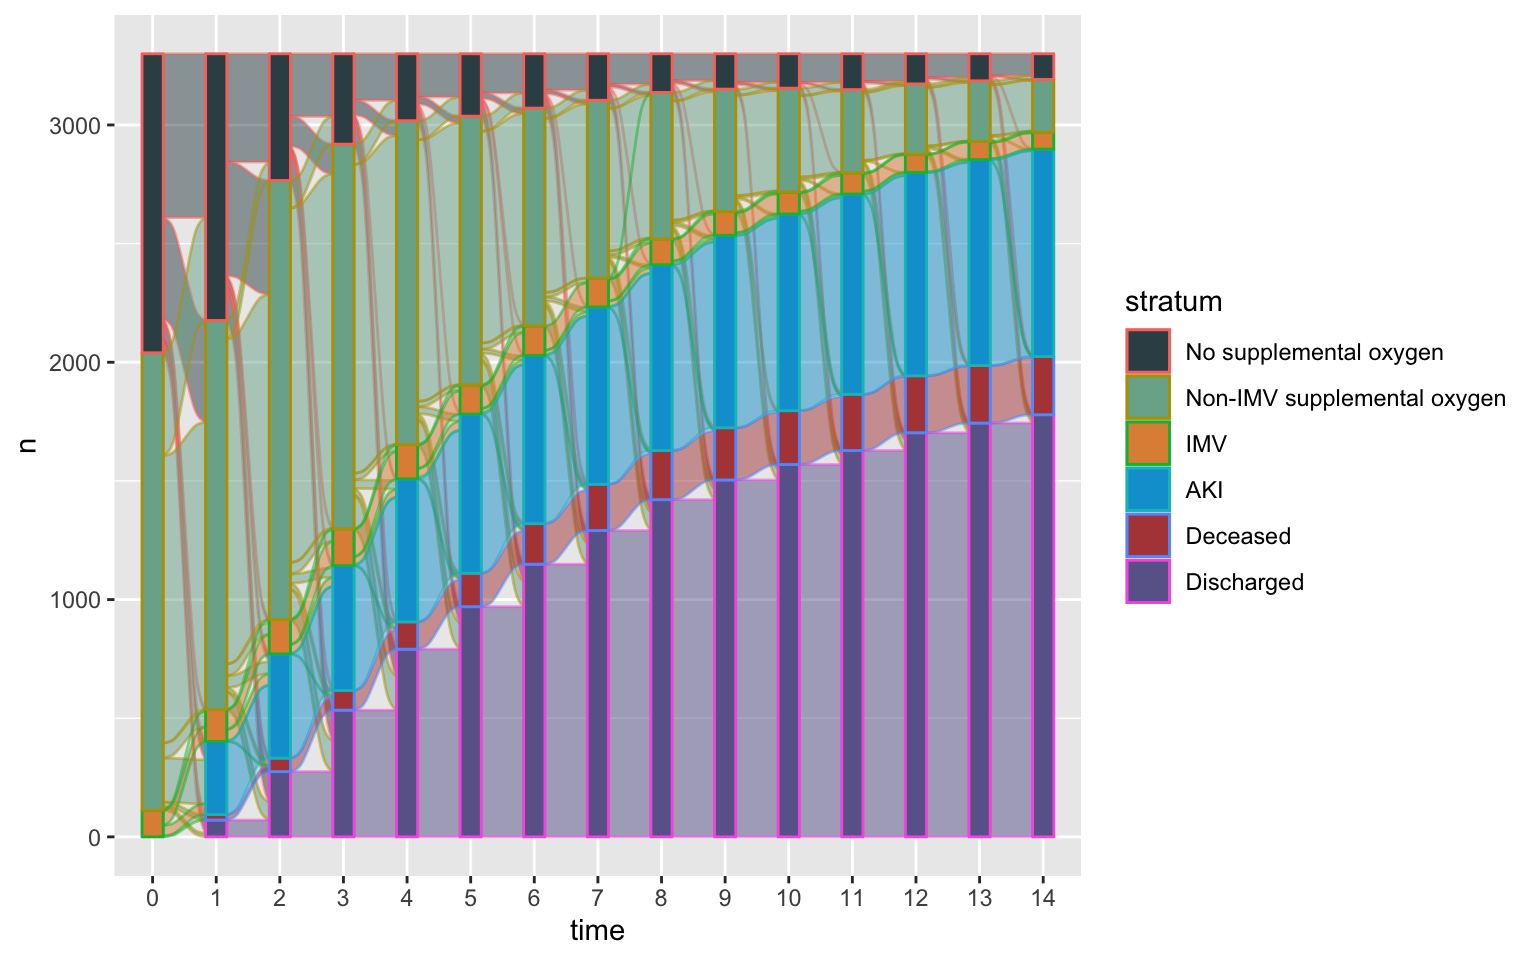 3000
2000
1000
0
n
0 1 2 3 4 5 6 7 8 9 10 11 12 13 14
time
stratum
No supplemental oxygen
Non-IMV supplemental oxygen
IMV
AKI
Deceased
Discharged